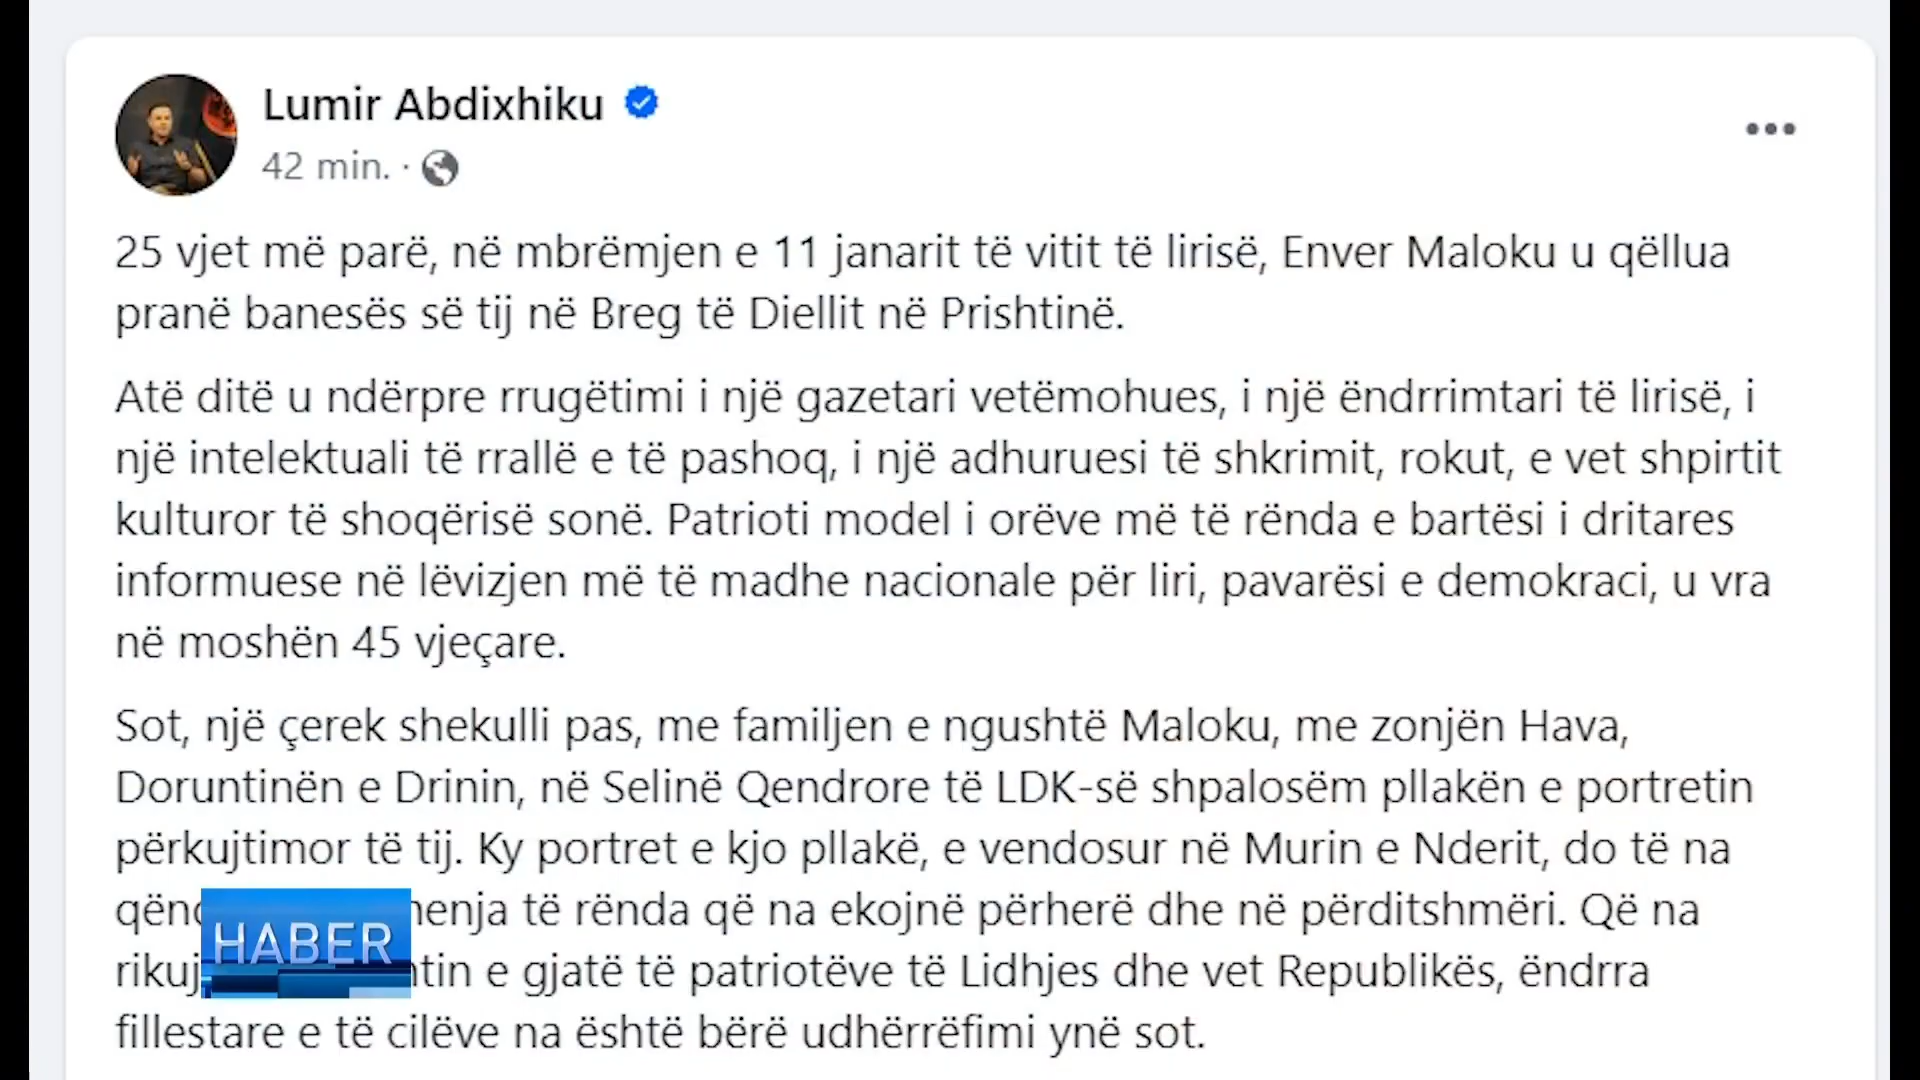 Lumir Abdixhiku
42 min. ·
25 vjet më parë, në mbrëmjen e 11 janarit të vitit të lirisë, Enver Maloku u qëllua
pranë banesës së tij në Breg të Diellit në Prishtinë.
Atë ditë u ndërpre rrugëtimi i një gazetari vetëmohues, i një ëndrrimtari të lirisë, i
një intelektuali të rrallë e të pashoq, i një adhuruesi të shkrimit, rokut, e vet shpirtit
kulturor të shoqërisë sonë. Patrioti model i orëve më të rënda e bartësi i dritares
informuese në lëvizjen më të madhe nacionale për liri, pavarësi e demokraci, u vra
në moshën 45 vjeçare.
Sot, një çerek shekulli pas, me familjen e ngushtë Maloku, me zonjën Hava,
Doruntinën e Drinin, në Selinë Qendrore të LDK-së shpalosëm pllakën e portretin
përkujtimor të tij. Ky portret e kjo pllakë, e vendosur në Murin e Nderit, do të na
të rënda që na ekojnë përherë dhe në përditshmëri. Që na
HABER
e gjatë të patriotëve të Lidhjes dhe vet Republikës, ëndrra
fillestare e të cilëve na është bërë udhërrëfimi ynë sot.